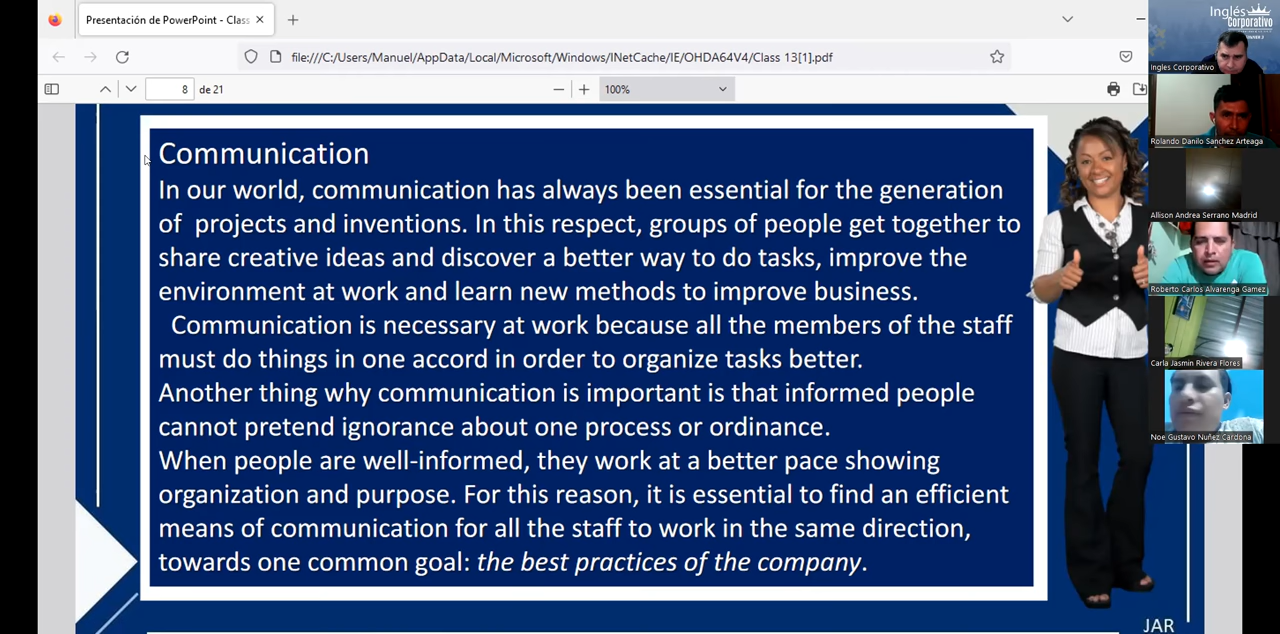 Presentación de PowerPoint - Class
file:///C:/Users/Manuel/AppData/Local/Microsoft/Windows/INetCache/IE/OHDA64V4/Class 13[1].pdf
8 de 21
100%
Communication
In our world, communication has always been essential for the generation
of projects and inventions. In this respect, groups of people get together to
share creative ideas and discover a better way to do tasks, improve the
environment at work and learn new methods to improve business.
Communication is necessary at work because all the members of the staff
must do things in one accord in order to organize tasks better.
Another thing why communication is important is that informed people
cannot pretend ignorance about one process or ordinance.
When people are well-informed, they work at a better pace showing
organization and purpose. For this reason, it is essential to find an efficient
means of communication for all the staff to work in the same direction,
towards one common goal: the best practices of the company.
JAR
Inglés
Corporativo
Ingles Corporativo
Rolando Danilo Sanchez Arteaga
Allison Andrea Serrano Madrid
Roberto Carlos Alvarenga Gamez
Carla Jasmin Rivera Flores
Noe Gustavo Nuñez Cardona